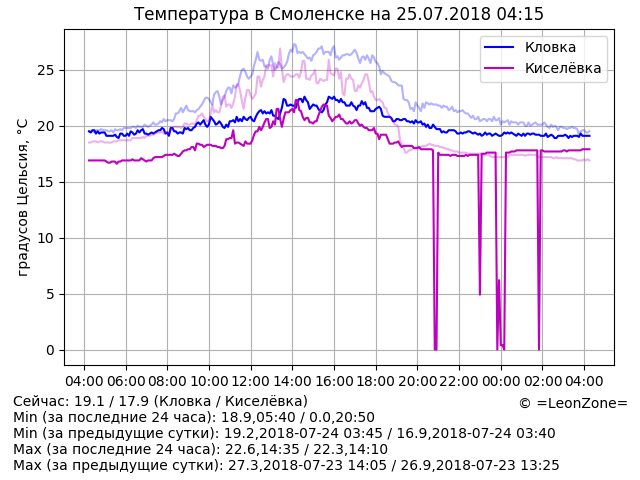 Температура в Смоленске на 25.07.2018 04:15
Кловка
Киселёвка
градусов Цельсия, °C
25
20
15
10
5
0
04:00 06:00 08:00 10:00 12:00 14:00 16:00 18:00 20:00 22:00 00:00 02:00 04:00
Сейчас: 19.1 / 17.9 (Кловка / Киселёвка)
© =LeonZone=
Min (за последние 24 часа): 18.9,05:40 / 0.0,20:50
Min (за предыдущие сутки): 19.2,2018-07-24 03:45 / 16.9,2018-07-24 03:40
Max (за последние 24 часа): 22.6,14:35 / 22.3,14:10
Max (за предыдущие сутки): 27.3,2018-07-23 14:05 / 26.9,2018-07-23 13:25